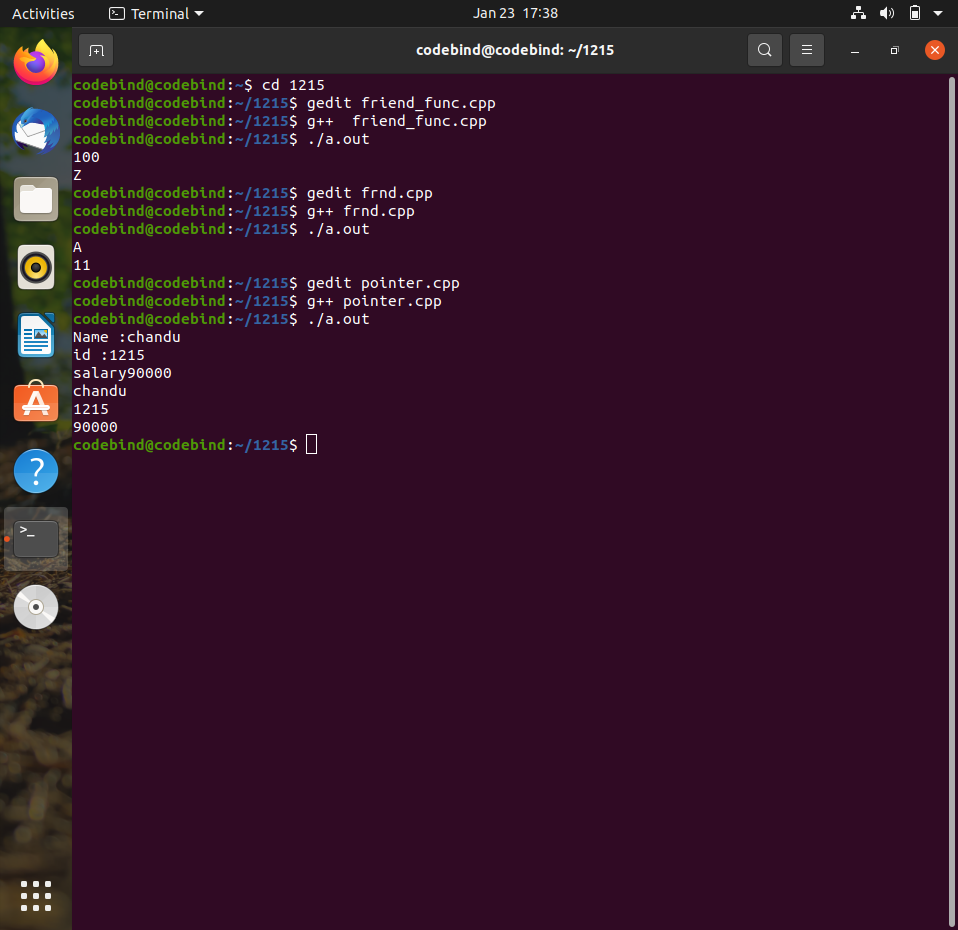 Activities
Terminal
Jan 23 17:38
codebind@codebind: ~/1215
codebind@codebind:~$ cd 1215
codebind@codebind:~/1215$ gedit friend_func.cpp
codebind@codebind:~/1215$ g++  friend_func.cpp
codebind@codebind:~/1215$ ./a.out
100
Z
codebind@codebind:~/1215$ gedit frnd.cpp
codebind@codebind:~/1215$ g++ frnd.cpp
codebind@codebind:~/1215$ ./a.out
A
11
codebind@codebind:~/1215$ gedit pointer.cpp
codebind@codebind:~/1215$ g++ pointer.cpp
codebind@codebind:~/1215$ ./a.out
Name :chandu
id :1215
salary90000
chandu
1215
90000
codebind@codebind:~/1215$